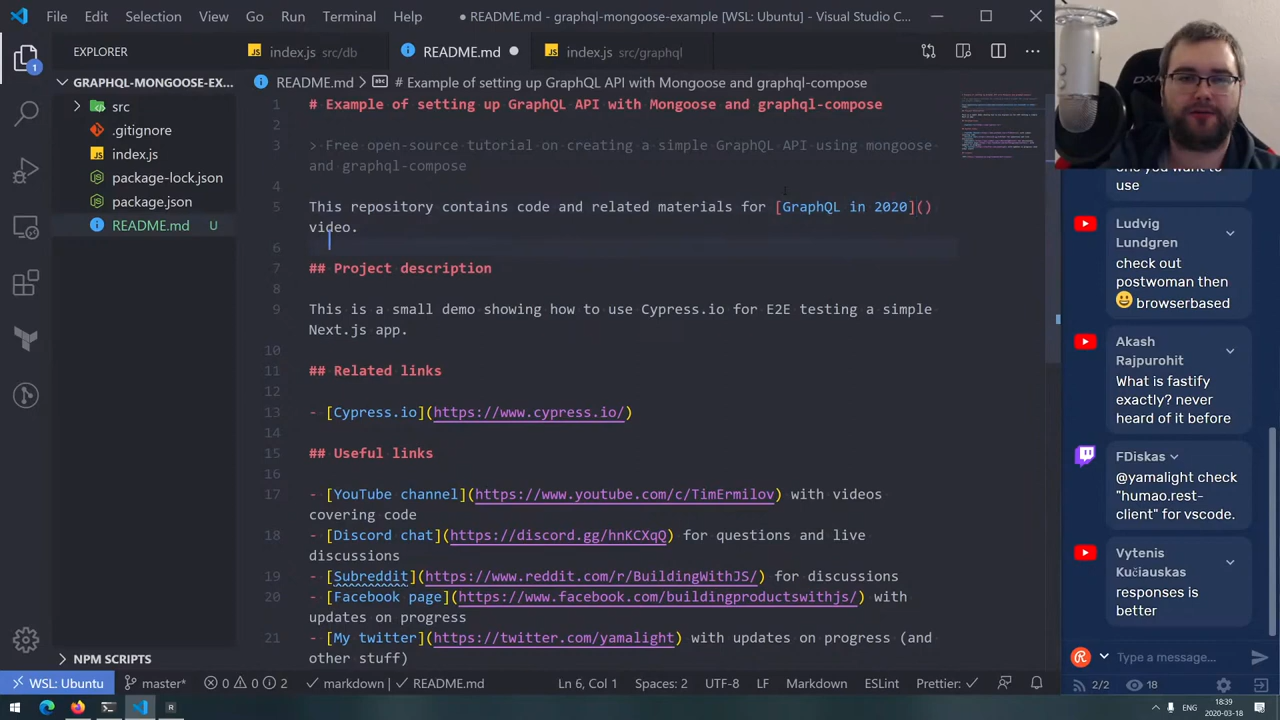 File Edit Selection View Go Run Terminal Help ● README.md - graphql-mongoose-example [WSL: Ubuntu] - Visual Studio C...
EXPLORER
JS index.js src/db
README.md
JS index.js src/graphql
1
GRAPHQL-MONGOOSE-EX...
src
.gitignore
index.js
package-lock.json
package.json
README.md U
NPM SCRIPTS
README.md > # Example of setting up GraphQL API with Mongoose and graphql-compose
1 # Example of setting up GraphQL API with Mongoose and graphql-compose
2
free open-source tutorial on creating a simple GraphQL API using mongoose
and graphql-compose
4
5 This repository contains code and related materials for [GraphQL in 2020]()
video.
6
7 ## Project description
8
9 This is a small demo showing how to use Cypress.io for E2E testing a simple
Next.js app.
10
11 ## Related links
12
13 - [Cypress.io](https://www.cypress.io/)
14
15 ## Useful links
16
17 - [YouTube channel](https://www.youtube.com/c/TimErmilov) with videos
covering code
18 - [Discord chat](https://discord.gg/hnKCXqQ) for questions and live
discussions
19 - [Subreddit](https://www.reddit.com/r/BuildingWithJS/) for discussions
20 - [Facebook page](https://www.facebook.com/buildingproductswithjs/) with
updates on progress
21 - [My twitter](https://twitter.com/yamalight) with updates on progress (and
other stuff)
one you want to
use
Ludvig
Lundgren
check out
postwoman then
browserbased
Akash
Rajpurohit
What is fastify
exactly? never
heard of it before
FDiskas
@yamalight check
"humao.rest-
client" for vscode.
Vytenis
Kučiauskas
responses is
better
Type a message...
2/2 18
WSL: Ubuntu master* 0 0 2 markdown README.md Ln 6, Col 1 Spaces: 2 UTF-8 LF Markdown ESLint Prettier:
ENG 18:39
2020-03-18